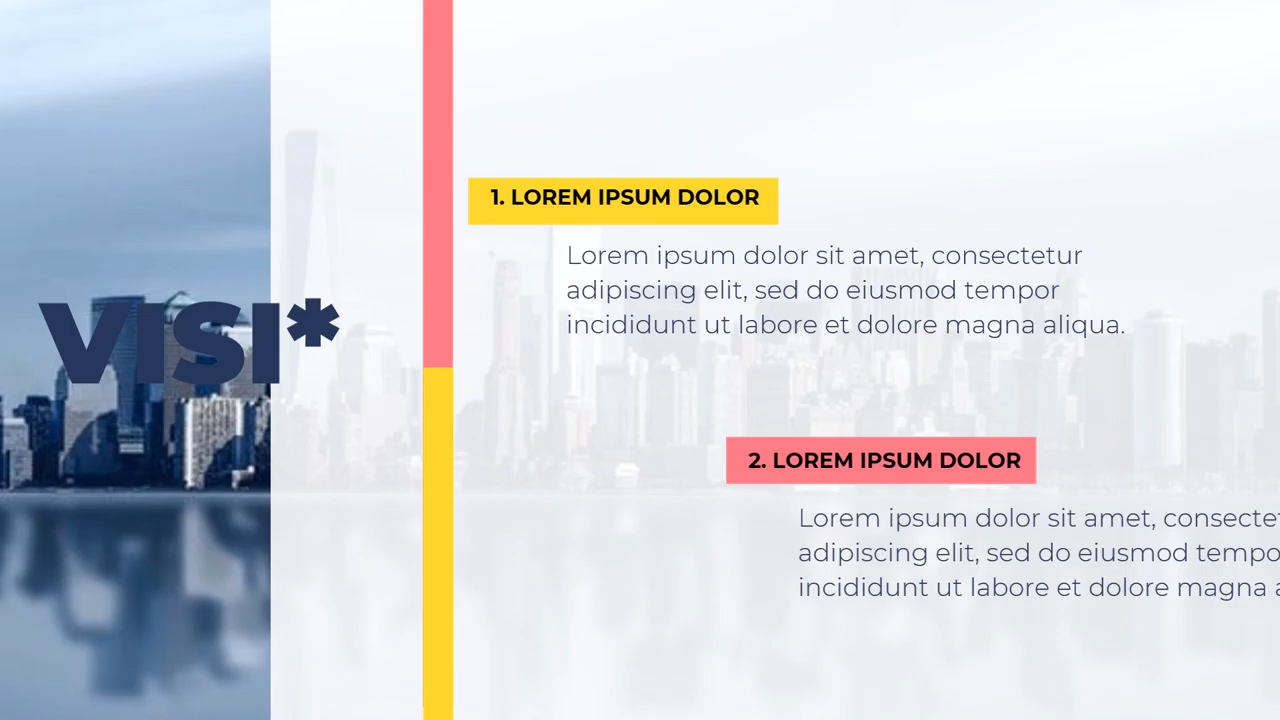 VISI*
1. LOREM IPSUM DOLOR
Lorem ipsum dolor sit amet, consectetur
adipiscing elit, sed do eiusmod tempor
incididunt ut labore et dolore magna aliqua.
2. LOREM IPSUM DOLOR
Lorem ipsum dolor sit amet,
adipiscing elit, sed do eiusmod
incididunt ut labore et dolore magna